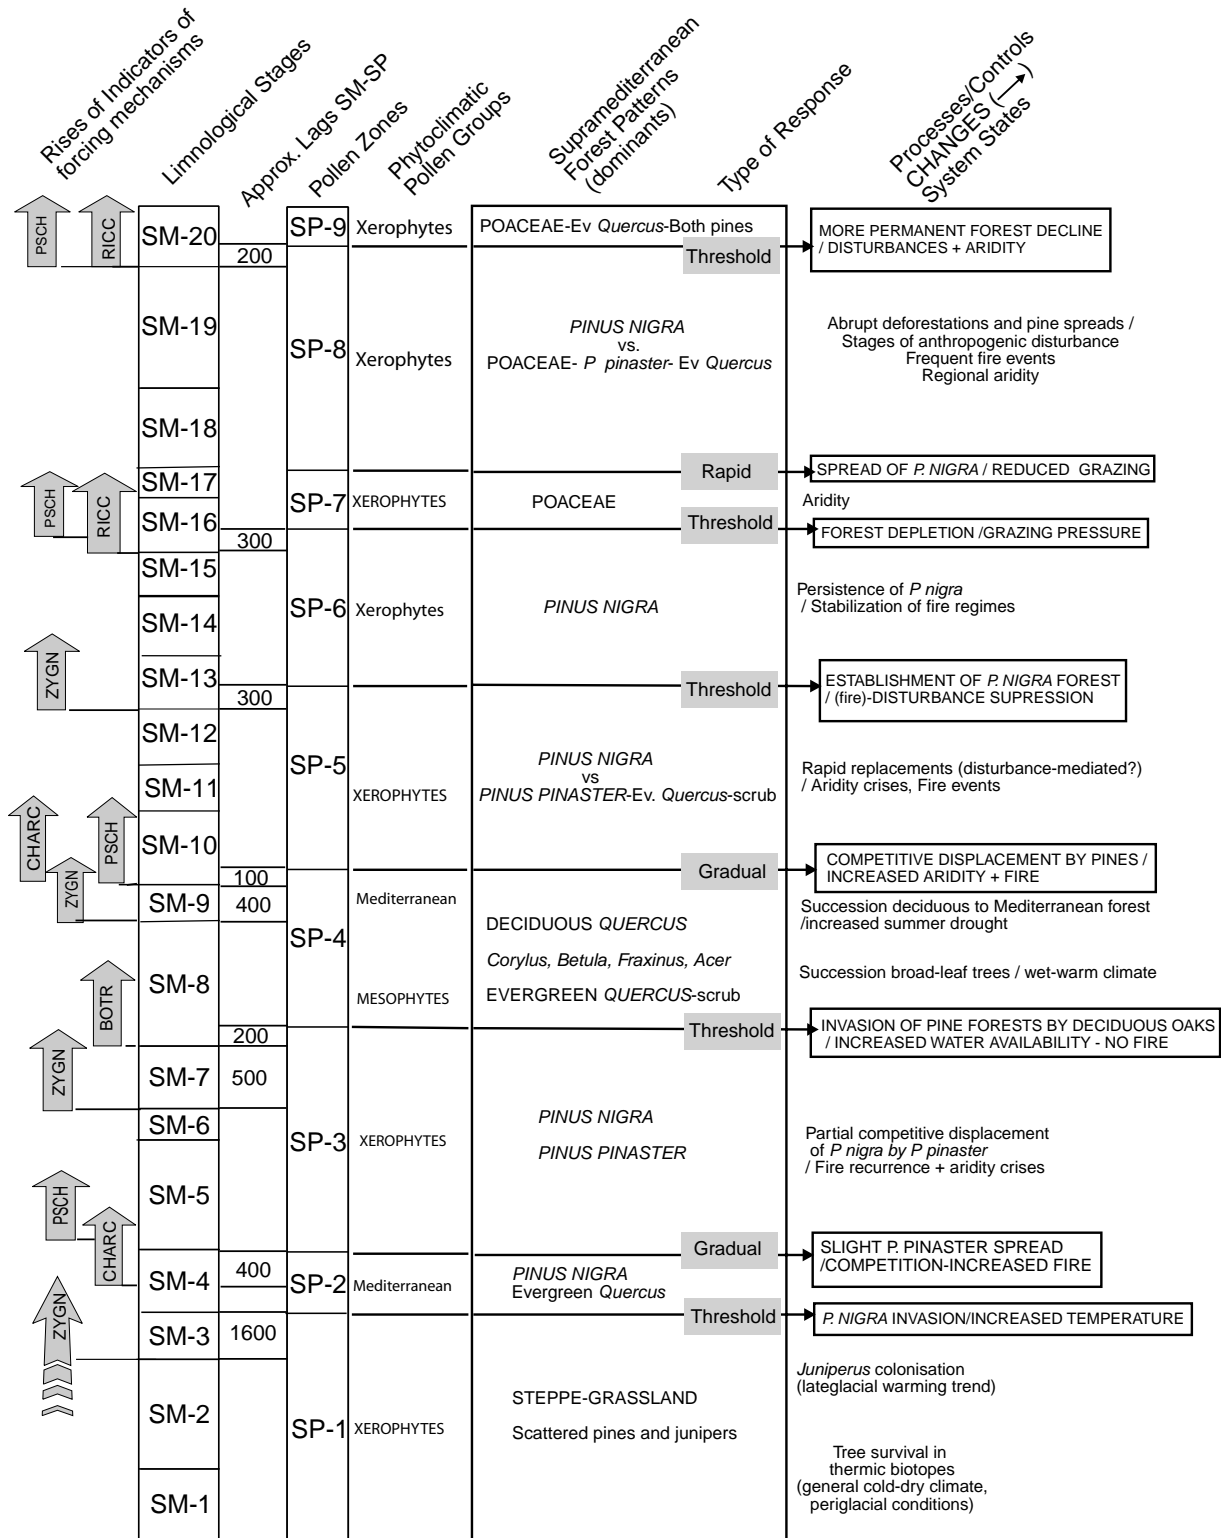 Rises of Indicators of
forcing mechanisms
Limnological Stages
Approx. Lags SM-SP
Pollen Zones
Phytoclimatic
Pollen Groups
Supramediterranean
Forest Patterns
(dominants)
Type of Response
Processes/Controls
CHANGES (→)
System States
PSCH
RICC
SM-20
200
SP-9
Xerophytes
POACEAE-Ev Quercus-Both pines
Threshold
MORE PERMANENT FOREST DECLINE
/ DISTURBANCES + ARIDITY
SM-19
SM-18
SP-8
Xerophytes
PINUS NIGRA
vs.
POACEAE- P pinaster- Ev Quercus
Abrupt deforestations and pine spreads /
Stages of anthropogenic disturbance
Frequent fire events
Regional aridity
Rapid
SPREAD OF P. NIGRA / REDUCED GRAZING
PSCH
RICC
SM-17
SM-16
SP-7
XEROPHYTES
POACEAE
Aridity
Threshold
FOREST DEPLETION /GRAZING PRESSURE
300
SM-15
SM-14
SP-6
Xerophytes
PINUS NIGRA
Persistence of P nigra
/ Stabilization of fire regimes
ZYGN
SM-13
300
Threshold
ESTABLISHMENT OF P. NIGRA FOREST
/ (fire)-DISTURBANCE SUPRESSION
SM-12
SM-11
SM-10
SP-5
XEROPHYTES
PINUS NIGRA
vs
PINUS PINASTER-Ev. Quercus-scrub
Rapid replacements (disturbance-mediated?)
/ Aridity crises, Fire events
CHARC
ZYGN
PSCH
100
Gradual
COMPETITIVE DISPLACEMENT BY PINES /
INCREASED ARIDITY + FIRE
SM-9
400
Mediterranean
Succession deciduous to Mediterranean forest
/increased summer drought
SP-4
DECIDUOUS QUERCUS
Corylus, Betula, Fraxinus, Acer
EVERGREEN QUERCUS-scrub
SM-8
BOTR
MESOPHYTES
Succession broad-leaf trees / wet-warm climate
200
Threshold
INVASION OF PINE FORESTS BY DECIDUOUS OAKS
/ INCREASED WATER AVAILABILITY - NO FIRE
ZYGN
SM-7
500
SM-6
SM-5
SP-3
XEROPHYTES
PINUS NIGRA
PINUS PINASTER
Partial competitive displacement
of P nigra by P pinaster
/ Fire recurrence + aridity crises
PSCH
CHARC
Gradual
SLIGHT P. PINASTER SPREAD
/COMPETITION-INCREASED FIRE
SM-4
400
SP-2
Mediterranean
PINUS NIGRA
Evergreen Quercus
Threshold
P. NIGRA INVASION/INCREASED TEMPERATURE
ZYGN
SM-3
1600
Juniperus colonisation
(lateglacial warming trend)
SM-2
SP-1
XEROPHYTES
STEPPE-GRASSLAND
Scattered pines and junipers
SM-1
Tree survival in
thermic biotopes
(general cold-dry climate,
periglacial conditions)